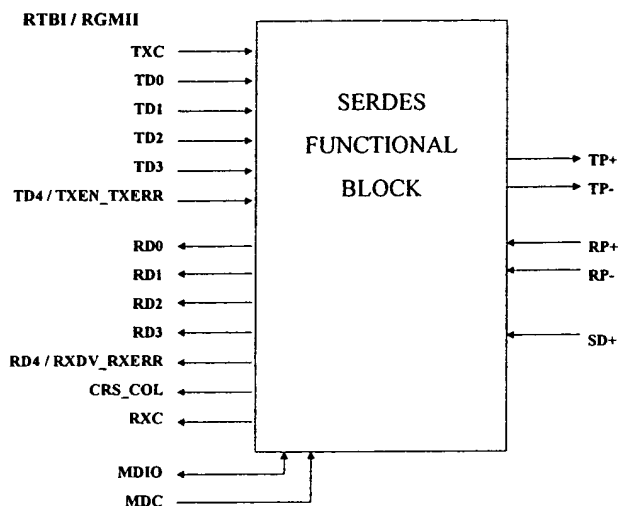 RTBI / RGMII
TXC
TD0
TD1
TD2
TD3
TD4 / TXEN_TXERR
RD0
RD1
RD2
RD3
RD4 / RXDV_RXERR
CRS_COL
RXC
MDIO
MDC
SERDES
FUNCTIONAL
BLOCK
TP+
TP-
RP+
RP-
SD+